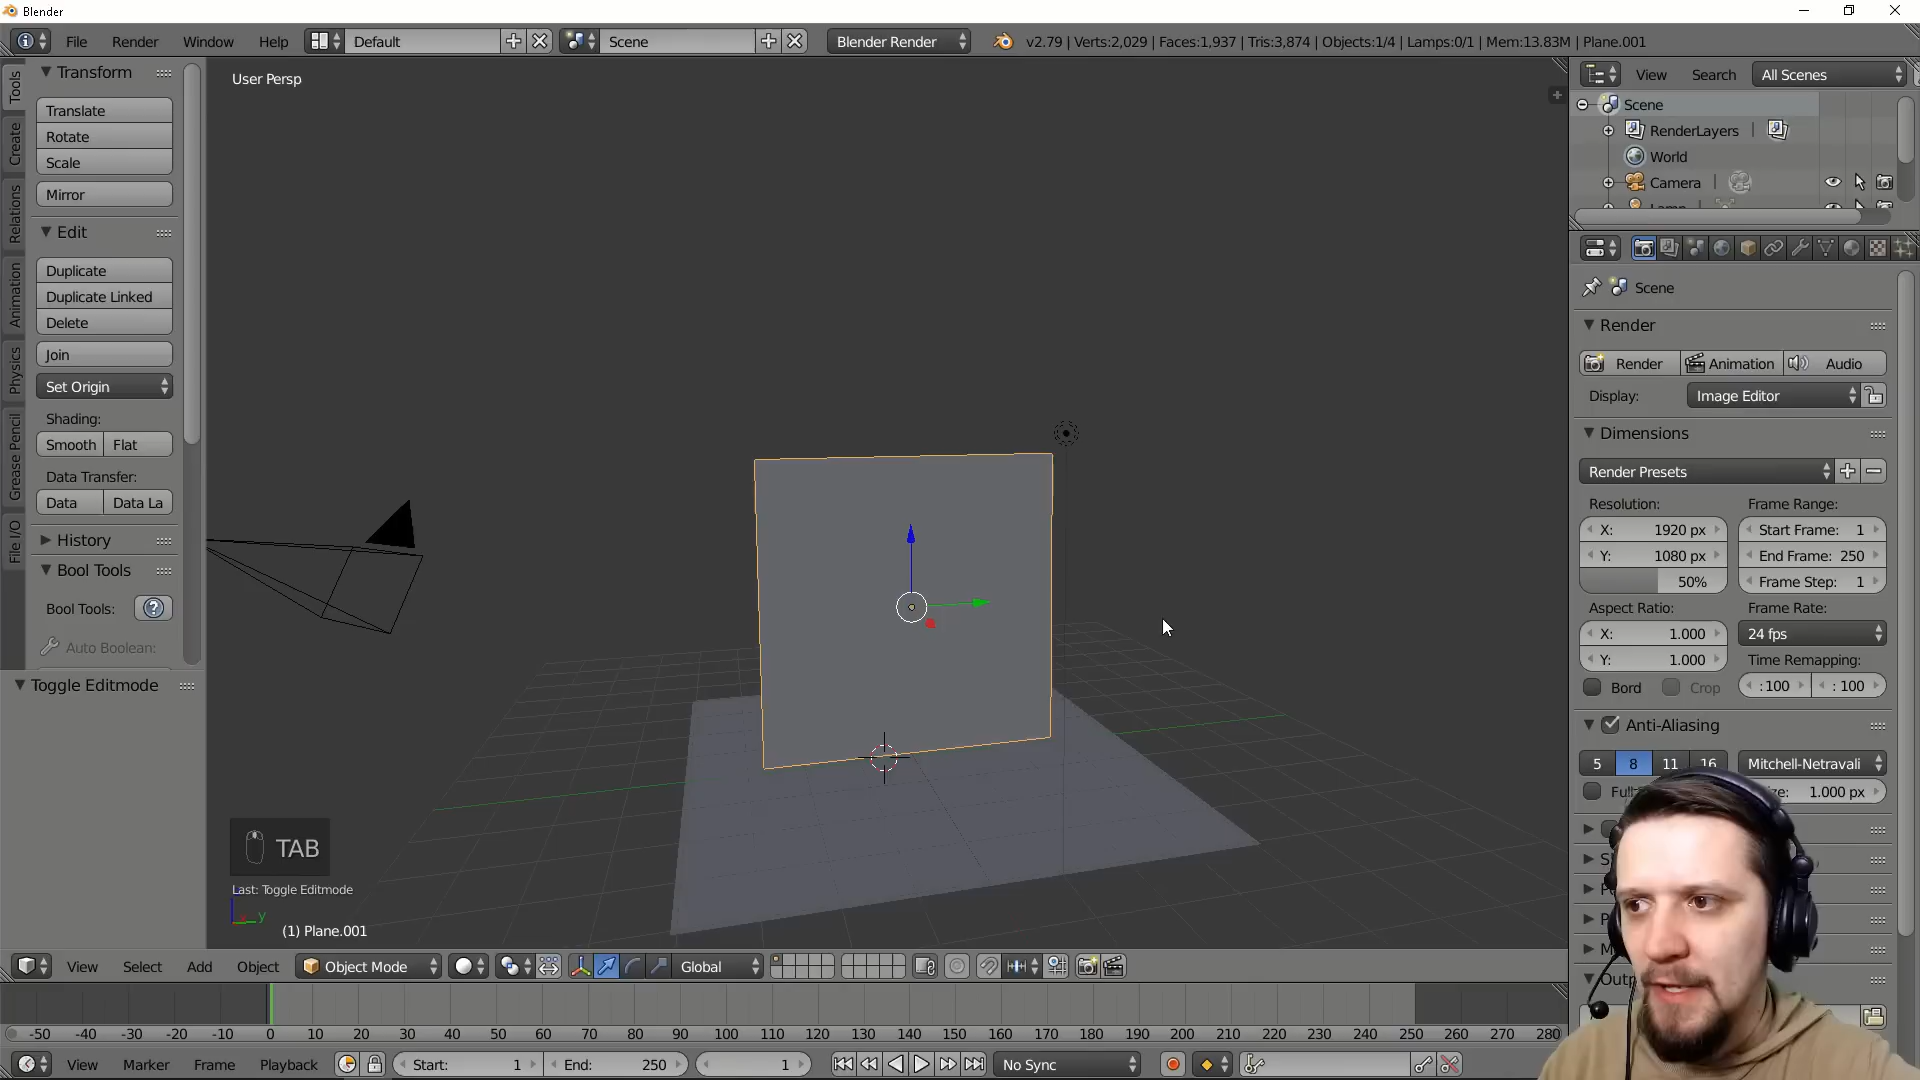 Blender
File Render Window Help Default Scene Blender Render v2.79 | Verts:2,029 | Faces:1,937 | Tris:3,874 | Objects:1/4 | Lamps:0/1 | Mem:13.83M | Plane.001
Tools
Create
Relations
Animation
Physics
Grease Pencil
File I/O
Transform
Translate
Rotate
Scale
Mirror
Edit
Duplicate
Duplicate Linked
Delete
Join
Set Origin
Shading:
Smooth Flat
Data Transfer:
Data Data La
History
Bool Tools
Bool Tools:
Auto Boolean:
Toggle Editmode
User Persp
TAB
Last: Toggle Editmode
y
(1) Plane.001
View Search All Scenes
Scene
RenderLayers
World
Camera
Lamp
Scene
Render
Render Animation Audio
Display: Image Editor
Dimensions
Render Presets
Resolution: Frame Range:
X: 1920 px Start Frame: 1
Y: 1080 px End Frame: 250
50% Frame Step: 1
Aspect Ratio: Frame Rate:
X: 1.000 24 fps
Y: 1.000 Time Remapping:
Bord Crop :100 : 100
Anti-Aliasing
5 8 11 16 Mitchell-Netravali
1.000 px
View Select Add Object Object Mode Global
-50 -40 -30 -20 -10 0 10 20 30 40 50 60 70 80 90 100 110 120 130 140 150 160 170 180 190 200 210 220 230 240 250 260 270 280
View Marker Frame Playback Start: 1 End: 250 1 No Sync